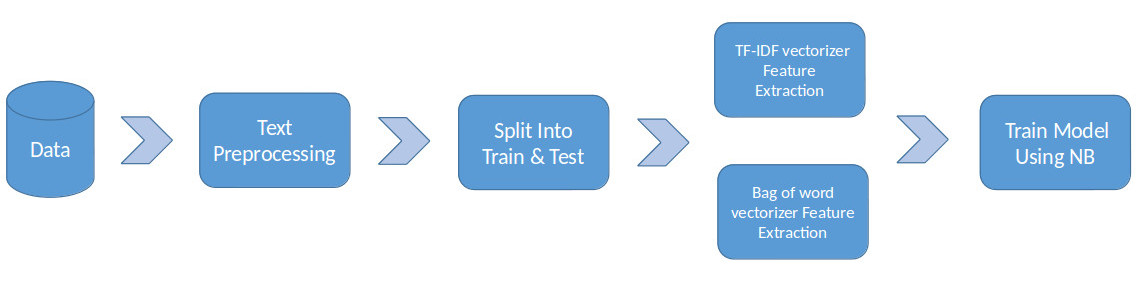 Data
Text
Preprocessing
Split Into
Train & Test
TF-IDF vectorizer
Feature
Extraction
Bag of word
vectorizer Feature
Extraction
Train Model
Using NB